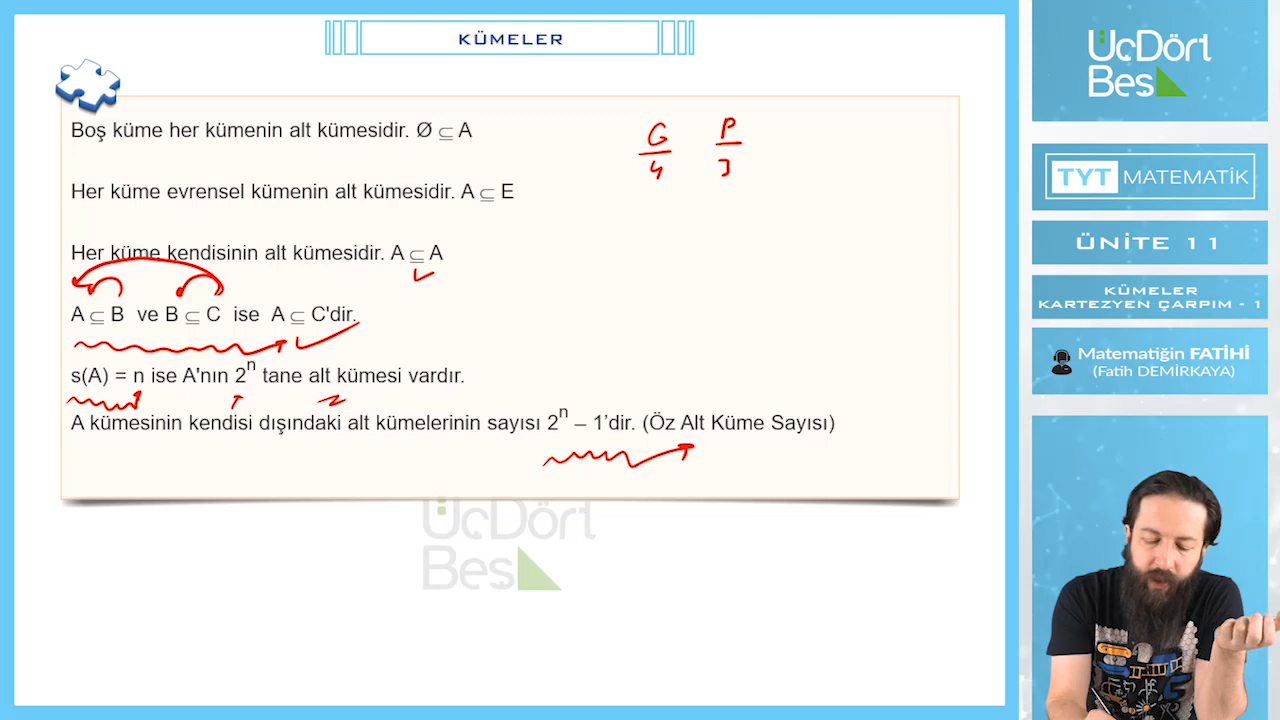 KÜMELER
Boş küme her kümenin alt kümesidir. Ø ⊆ A
G P
4 3
Her küme evrensel kümenin alt kümesidir. A ⊆ E
Her küme kendisinin alt kümesidir. A ⊆ A
A ⊆ B ve B ⊆ C ise A ⊆ C'dir.
s(A) = n ise A'nın 2ⁿ tane alt kümesi vardır.
A kümesinin kendisi dışındaki alt kümelerinin sayısı 2ⁿ – 1’dir. (Öz Alt Küme Sayısı)
ÜçDört
Beş
ÜçDört
Beş
TYT MATEMATİK
ÜNİTE 11
KÜMELER
KARTEZYEN ÇARPIM - 1
Matematiğin FATİHİ
(Fatih DEMİRKAYA)